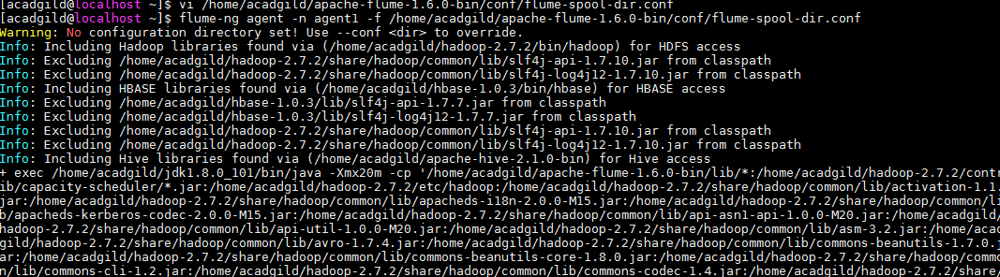 [acadgild@localhost ~]$ vi /home/acadgild/apache-flume-1.6.0-bin/conf/flume-spool-dir.conf
[acadgild@localhost ~]$ flume-ng agent -n agent1 -f /home/acadgild/apache-flume-1.6.0-bin/conf/flume-spool-dir.conf
Warning: No configuration directory set! Use --conf <dir> to override.
Info: Including Hadoop libraries found via (/home/acadgild/hadoop-2.7.2/bin/hadoop) for HDFS access
Info: Excluding /home/acadgild/hadoop-2.7.2/share/hadoop/common/lib/slf4j-api-1.7.10.jar from classpath
Info: Excluding /home/acadgild/hadoop-2.7.2/share/hadoop/common/lib/slf4j-log4j12-1.7.10.jar from classpath
Info: Including HBASE libraries found via (/home/acadgild/hbase-1.0.3/bin/hbase) for HBASE access
Info: Excluding /home/acadgild/hbase-1.0.3/lib/slf4j-api-1.7.7.jar from classpath
Info: Excluding /home/acadgild/hbase-1.0.3/lib/slf4j-log4j12-1.7.7.jar from classpath
Info: Excluding /home/acadgild/hadoop-2.7.2/share/hadoop/common/lib/slf4j-api-1.7.10.jar from classpath
Info: Excluding /home/acadgild/hadoop-2.7.2/share/hadoop/common/lib/slf4j-log4j12-1.7.10.jar from classpath
Info: Including Hive libraries found via (/home/acadgild/apache-hive-2.1.0-bin) for Hive access
+ exec /home/acadgild/jdk1.8.0_101/bin/java -Xmx20m -cp '/home/acadgild/apache-flume-1.6.0-bin/lib/*:/home/acadgild/hadoop-2.7.2/contr
ib/capacity-scheduler/*.jar:/home/acadgild/hadoop-2.7.2/etc/hadoop:/home/acadgild/hadoop-2.7.2/share/hadoop/common/lib/activation-1.1.
jar:/home/acadgild/hadoop-2.7.2/share/hadoop/common/lib/apacheds-i18n-2.0.0-M15.jar:/home/acadgild/hadoop-2.7.2/share/hadoop/common/li
b/apacheds-kerberos-codec-2.0.0-M15.jar:/home/acadgild/hadoop-2.7.2/share/hadoop/common/lib/api-asn1-api-1.0.0-M20.jar:/home/acadgild/
hadoop-2.7.2/share/hadoop/common/lib/api-util-1.0.0-M20.jar:/home/acadgild/hadoop-2.7.2/share/hadoop/common/lib/asm-3.2.jar:/home/acad
gild/hadoop-2.7.2/share/hadoop/common/lib/avro-1.7.4.jar:/home/acadgild/hadoop-2.7.2/share/hadoop/common/lib/commons-beanutils-1.7.0.j
ar:/home/acadgild/hadoop-2.7.2/share/hadoop/common/lib/commons-beanutils-core-1.8.0.jar:/home/acadgild/hadoop-2.7.2/share/hadoop/commo
n/lib/commons-cli-1.2.jar:/home/acadgild/hadoop-2.7.2/share/hadoop/common/lib/commons-codec-1.4.jar:/home/acadgild/hadoop-2.7.2/share/